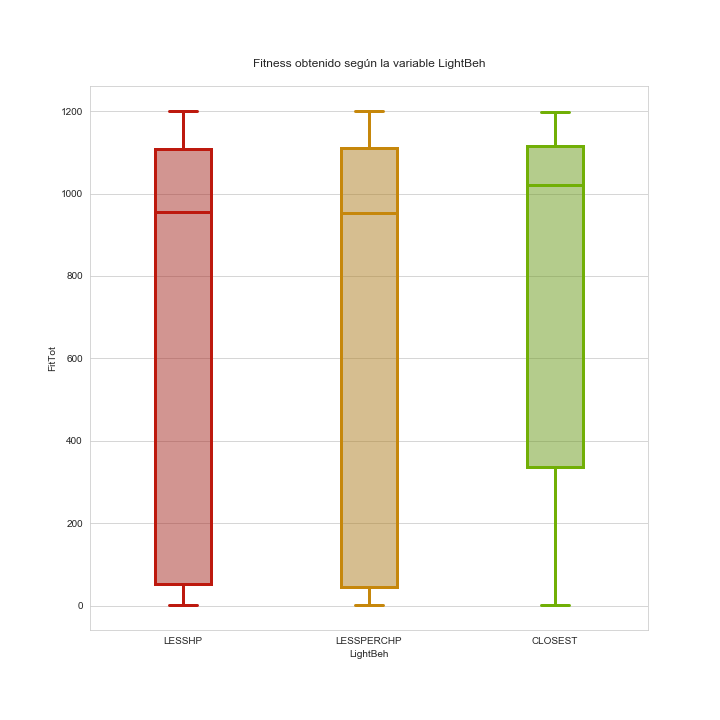 Fitness obtenido según la variable LightBeh
1200
1000
800
600
400
200
0
FitTot
LESSHP LESSPERCHP CLOSEST
LightBeh